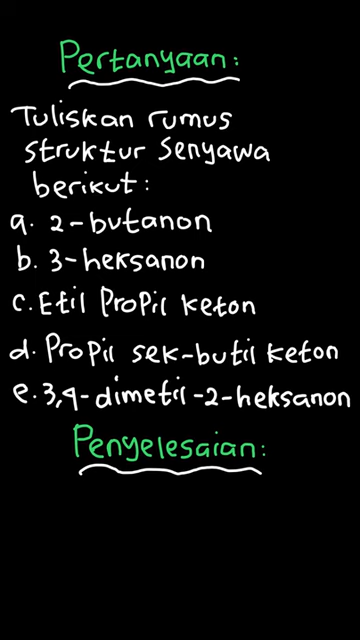 Pertanyaan:
Tuliskan rumus
struktur senyawa
berikut:
a. 2-butanon
b. 3-heksanon
c. Etil Propil keton
d. Propil sek-butil keton
e. 3,4-dimetil-2-heksanon
Penyelesaian: